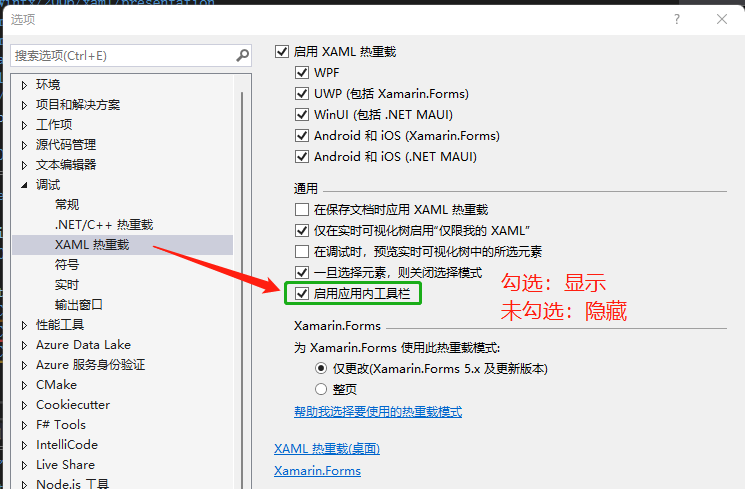 选项
搜索选项(Ctrl+E)
环境
项目和解决方案
工作项
源代码管理
文本编辑器
调试
常规
.NET/C++ 热重载
XAML 热重载
符号
实时
输出窗口
性能工具
Azure Data Lake
Azure 服务身份验证
CMake
Cookiecutter
F# Tools
IntelliCode
Live Share
Node.js 工具
启用 XAML 热重载
WPF
UWP (包括 Xamarin.Forms)
WinUI (包括 .NET MAUI)
Android 和 iOS (Xamarin.Forms)
Android 和 iOS (.NET MAUI)
通用
在保存文档时应用 XAML 热重载
仅在实时可视化树启用“仅限我的 XAML”
在调试时，预览实时可视化树中的所选元素
一旦选择元素，则关闭选择模式
启用应用内工具栏
勾选：显示
未勾选：隐藏
Xamarin.Forms
为 Xamarin.Forms 使用此热重载模式:
仅更改(Xamarin.Forms 5.x 及更新版本)
整页
帮助我选择要使用的热重载模式
XAML 热重载(桌面)
Xamarin.Forms